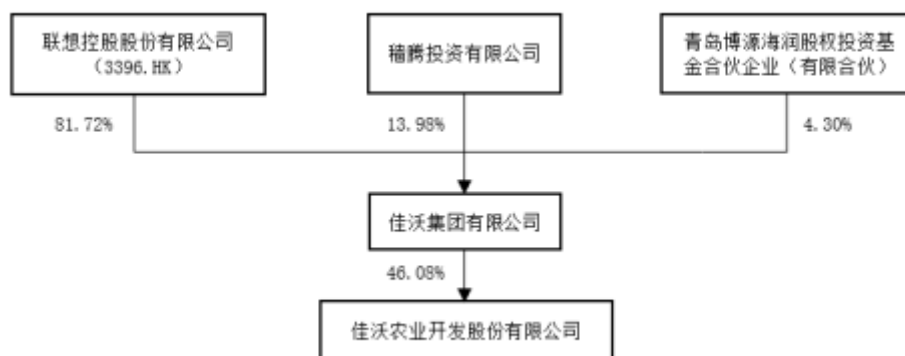 联想控股股份有限公司
（3396.HK）
穑腾投资有限公司
青岛博源海润股权投资基
金合伙企业（有限合伙）
81.72%
13.98%
4.30%
佳沃集团有限公司
46.08%
佳沃农业开发股份有限公司